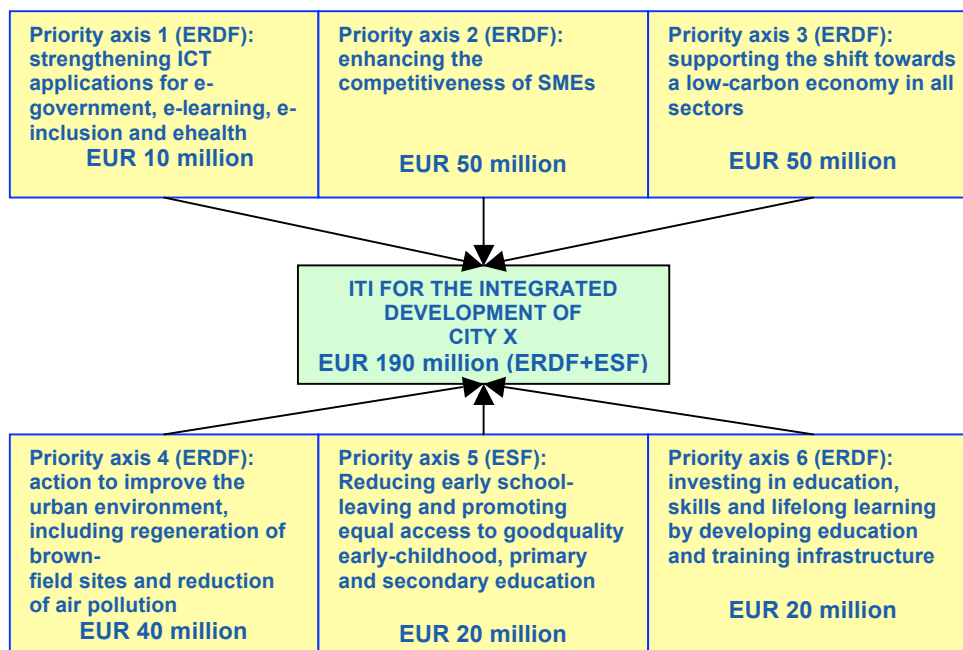 Priority axis 1 (ERDF):
strengthening ICT
applications for e-
government, e-learning, e-
inclusion and ehealth
EUR 10 million
Priority axis 2 (ERDF):
enhancing the
competitiveness of SMEs
EUR 50 million
Priority axis 3 (ERDF):
supporting the shift towards
a low-carbon economy in all
sectors
EUR 50 million
ITI FOR THE INTEGRATED
DEVELOPMENT OF
CITY X
EUR 190 million (ERDF+ESF)
Priority axis 4 (ERDF):
action to improve the
urban environment,
including regeneration of
brown-
field sites and reduction
of air pollution
EUR 40 million
Priority axis 5 (ESF):
Reducing early school-
leaving and promoting
equal access to goodquality
early-childhood, primary
and secondary education
EUR 20 million
Priority axis 6 (ERDF):
investing in education,
skills and lifelong learning
by developing education
and training infrastructure
EUR 20 million